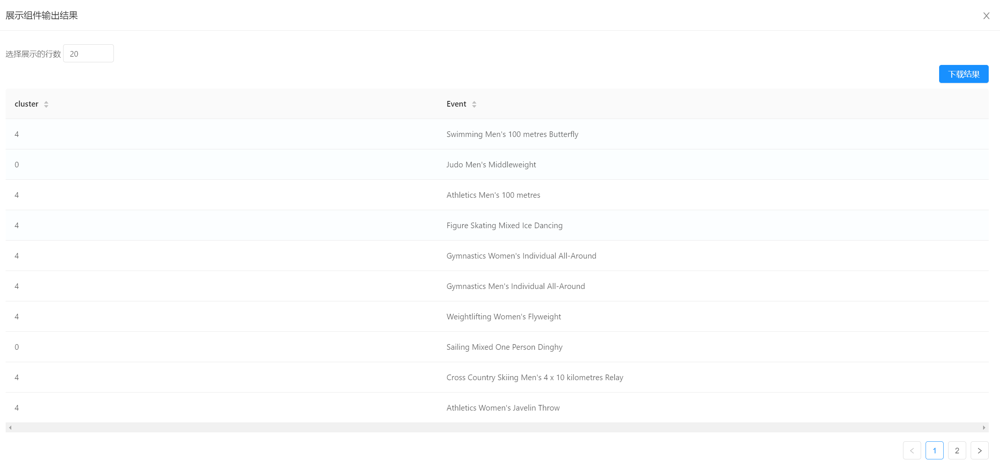 展示组件输出结果
选择展示的行数 20
下载结果
cluster Event
4 Swimming Men's 100 metres Butterfly
0 Judo Men's Middleweight
4 Athletics Men's 100 metres
4 Figure Skating Mixed Ice Dancing
4 Gymnastics Women's Individual All-Around
4 Gymnastics Men's Individual All-Around
4 Weightlifting Women's Flyweight
0 Sailing Mixed One Person Dinghy
4 Cross Country Skiing Men's 4 x 10 kilometres Relay
4 Athletics Women's Javelin Throw
1 2